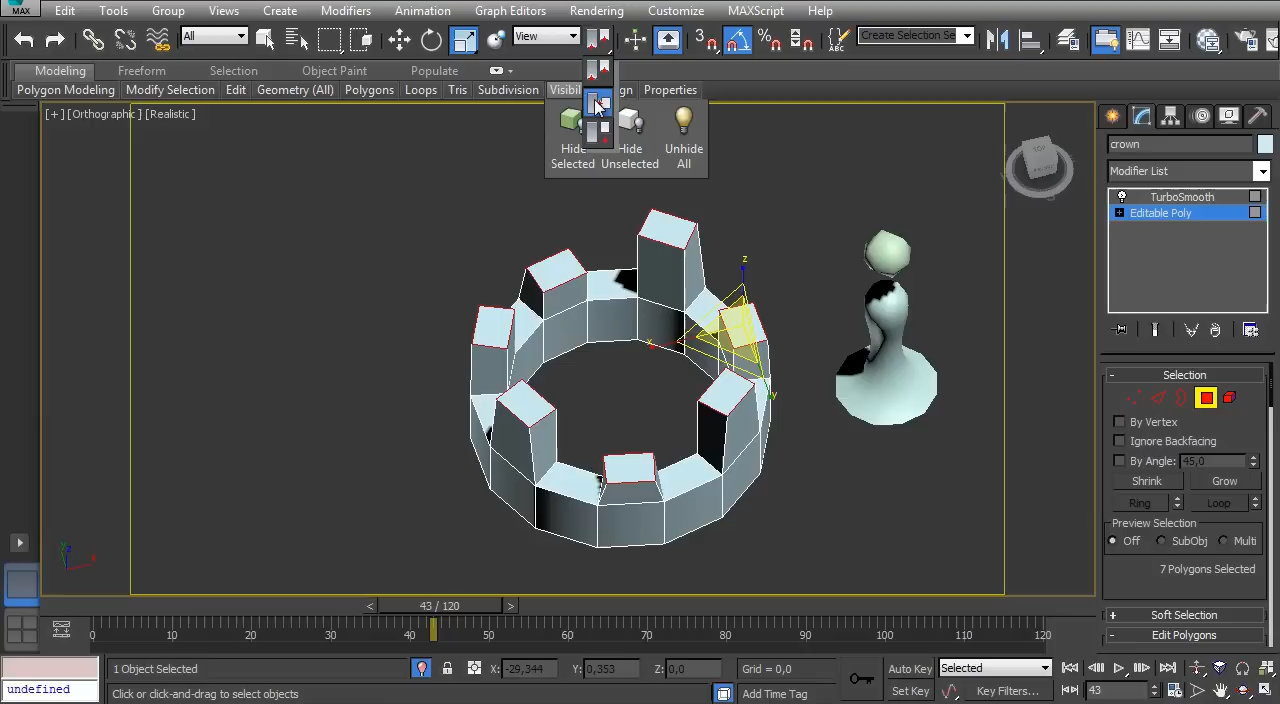 MAX Edit Tools Group Views Create Modifiers Animation Graph Editors Rendering Customize MAXScript Help
All View 3 % ABC Create Selection Se
Modeling Freeform Selection Object Paint Populate
Polygon Modeling Modify Selection Edit Geometry (All) Polygons Loops Tris Subdivision Visibil gn Properties
[+] [Orthographic] [Realistic]
Hide Hide Unhide
Selected Unselected All
TOP
crown
Modifier List
TurboSmooth
Editable Poly
z
x
y
Selection
By Vertex
Ignore Backfacing
By Angle: 45,0
Shrink Grow
Ring Loop
Preview Selection
Off SubObj Multi
7 Polygons Selected
Soft Selection
Edit Polygons
< 43 / 120 >
0 10 20 30 40 50 60 70 80 90 100 110 120
1 Object Selected X: -29,344 Y: 0,353 Z: 0,0 Grid = 0,0 Auto Key Selected
undefined Click or click-and-drag to select objects Add Time Tag Set Key Key Filters... 43